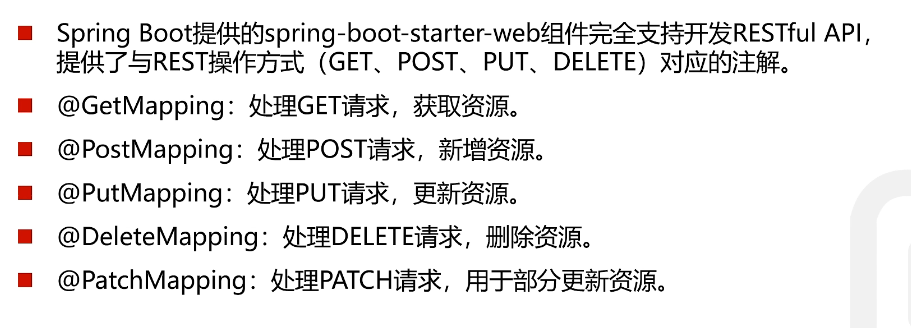 Spring Boot提供的spring-boot-starter-web组件完全支持开发RESTful API，
提供了与REST操作方式（GET、POST、PUT、DELETE）对应的注解。
@GetMapping：处理GET请求，获取资源。
@PostMapping：处理POST请求，新增资源。
@PutMapping：处理PUT请求，更新资源。
@DeleteMapping：处理DELETE请求，删除资源。
@PatchMapping：处理PATCH请求，用于部分更新资源。